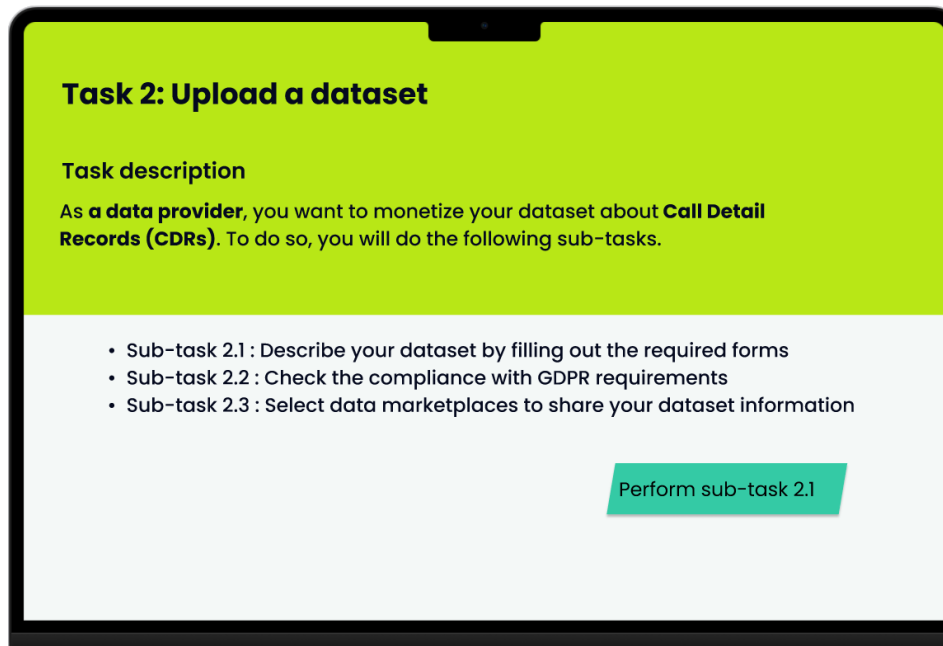 Task 2: Upload a dataset
Task description
As a data provider, you want to monetize your dataset about Call Detail
Records (CDRs). To do so, you will do the following sub-tasks.
• Sub-task 2.1 : Describe your dataset by filling out the required forms
• Sub-task 2.2 : Check the compliance with GDPR requirements
• Sub-task 2.3 : Select data marketplaces to share your dataset information
Perform sub-task 2.1